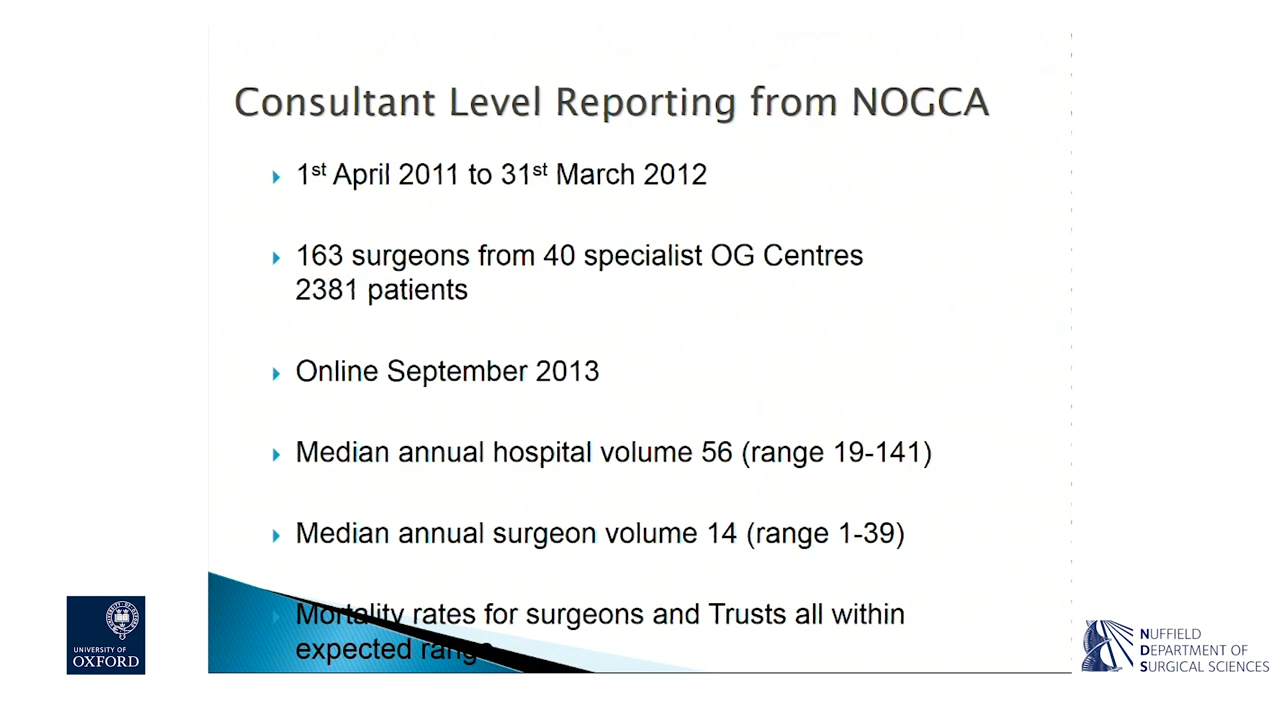 Consultant Level Reporting from NOGCA
1st April 2011 to 31st March 2012
163 surgeons from 40 specialist OG Centres
2381 patients
Online September 2013
Median annual hospital volume 56 (range 19-141)
Median annual surgeon volume 14 (range 1-39)
Mortality rates for surgeons and Trusts all within
expected range
UNIVERSITY OF
OXFORD
NUFFIELD
DEPARTMENT OF
SURGICAL SCIENCES